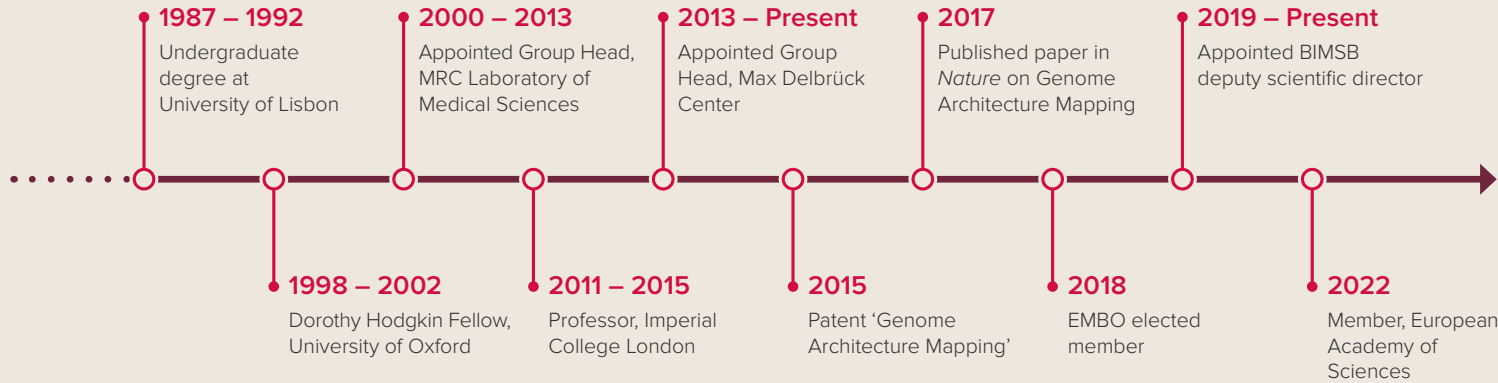 1987 – 1992
Undergraduate
degree at
University of Lisbon
1998 – 2002
Dorothy Hodgkin Fellow,
University of Oxford
2000 – 2013
Appointed Group Head,
MRC Laboratory of
Medical Sciences
2011 – 2015
Professor, Imperial
College London
2013 – Present
Appointed Group
Head, Max Delbrück
Center
2015
Patent ‘Genome
Architecture Mapping’
2017
Published paper in
Nature on Genome
Architecture Mapping
2018
EMBO elected
member
2019 – Present
Appointed BIMSB
deputy scientific director
2022
Member, European
Academy of
Sciences